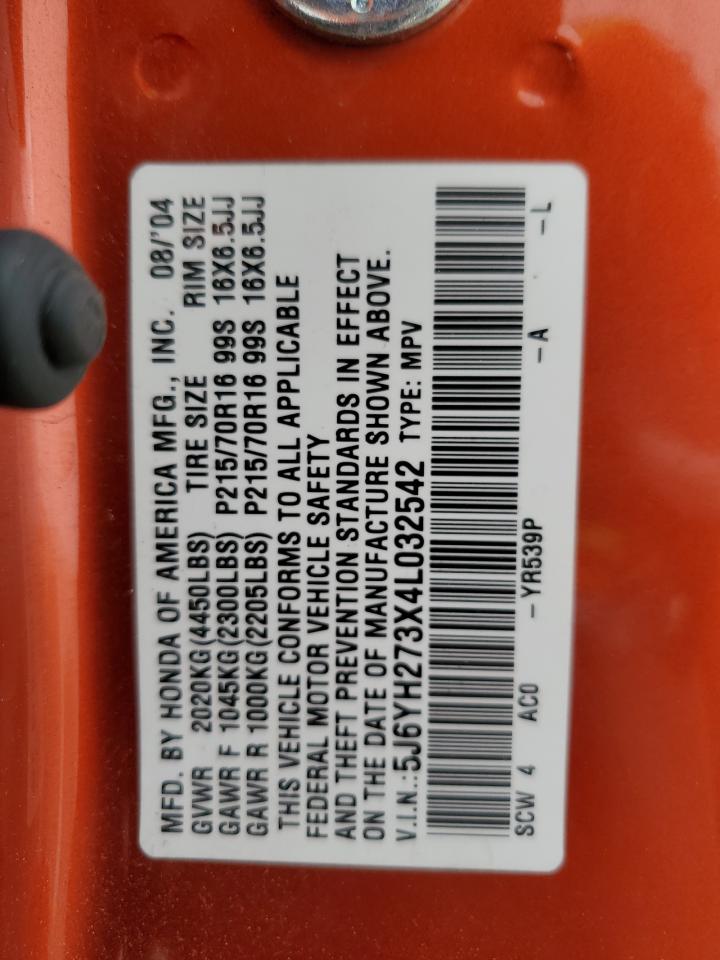 MFD. BY HONDA OF AMERICA MFG., INC. 08/'04
GVWR 2020KG(4450LBS) TIRE SIZE RIM SIZE
GAWR F 1045KG(2300LBS) P215/70R16 99S 16X6.5JJ
GAWR R 1000KG(2205LBS) P215/70R16 99S 16X6.5JJ
THIS VEHICLE CONFORMS TO ALL APPLICABLE
FEDERAL MOTOR VEHICLE SAFETY
AND THEFT PREVENTION STANDARDS IN EFFECT
ON THE DATE OF MANUFACTURE SHOWN ABOVE.
V.I.N.:5J6YH273X4L032542 TYPE: MPV
SCW 4 AC0 -YR539P -A -L